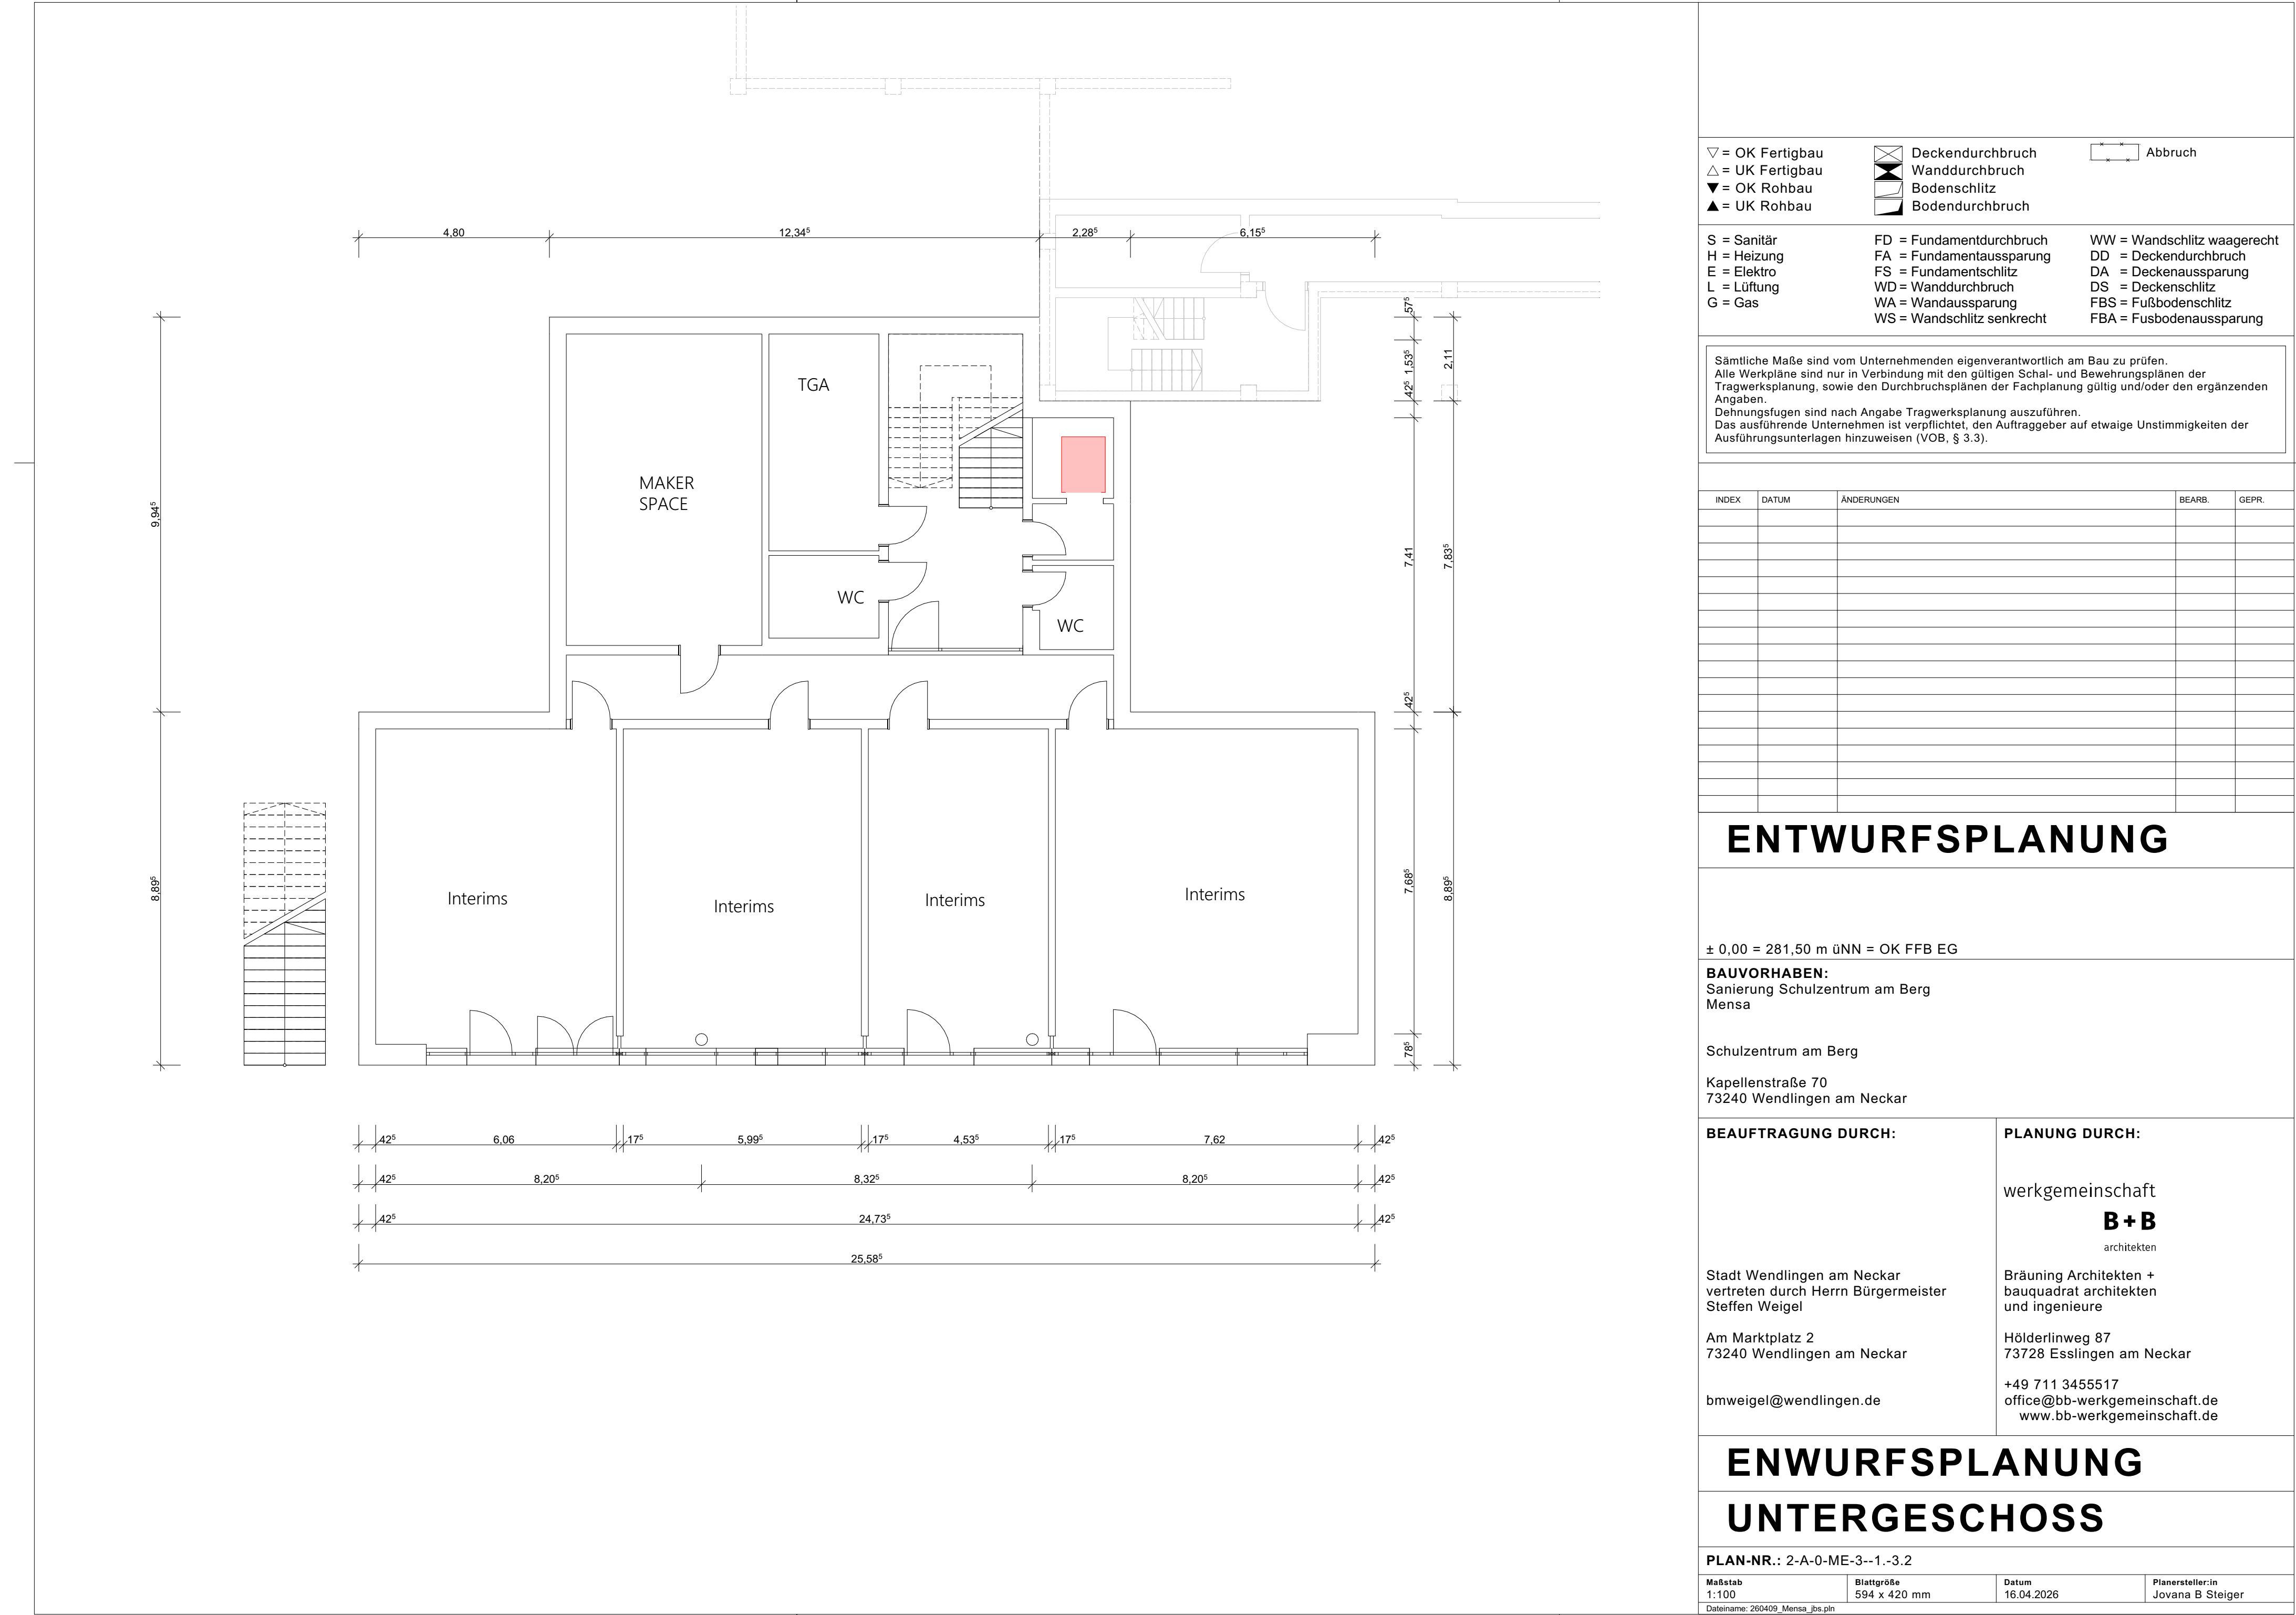 4,80
12,34⁵
2,28⁵
6,15⁵
57⁵
1,53⁵
42⁵
7,41
42⁵
7,68⁵
78⁵
2,11
7,83⁵
8,89⁵
9,94⁵
8,89⁵
MAKER
SPACE
TGA
WC
WC
Interims
Interims
Interims
Interims
42⁵
6,06
17⁵
5,99⁵
17⁵
4,53⁵
17⁵
7,62
42⁵
42⁵
8,20⁵
8,32⁵
8,20⁵
42⁵
42⁵
24,73⁵
42⁵
25,58⁵
▽ = OK Fertigbau
△ = UK Fertigbau
▼ = OK Rohbau
▲ = UK Rohbau
Deckendurchbruch
Wanddurchbruch
Bodenschlitz
Bodendurchbruch
Abbruch
S = Sanitär
H = Heizung
E = Elektro
L = Lüftung
G = Gas
FD = Fundamentdurchbruch
FA = Fundamentaussparung
FS = Fundamentschlitz
WD = Wanddurchbruch
WA = Wandaussparung
WS = Wandschlitz senkrecht
WW = Wandschlitz waagerecht
DD = Deckendurchbruch
DA = Deckenaussparung
DS = Deckenschlitz
FBS = Fußbodenschlitz
FBA = Fusbodenaussparung
Sämtliche Maße sind vom Unternehmenden eigenverantwortlich am Bau zu prüfen.
Alle Werkpläne sind nur in Verbindung mit den gültigen Schal- und Bewehrungsplänen der
Tragwerksplanung, sowie den Durchbruchsplänen der Fachplanung gültig und/oder den ergänzenden
Angaben.
Dehnungsfugen sind nach Angabe Tragwerksplanung auszuführen.
Das ausführende Unternehmen ist verpflichtet, den Auftraggeber auf etwaige Unstimmigkeiten der
Ausführungsunterlagen hinzuweisen (VOB, § 3.3).
INDEX DATUM ÄNDERUNGEN BEARB. GEPR.
ENTWURFSPLANUNG
± 0,00 = 281,50 m üNN = OK FFB EG
BAUVORHABEN:
Sanierung Schulzentrum am Berg
Mensa
Schulzentrum am Berg
Kapellenstraße 70
73240 Wendlingen am Neckar
BEAUFTRAGUNG DURCH:
Stadt Wendlingen am Neckar
vertreten durch Herrn Bürgermeister
Steffen Weigel
Am Marktplatz 2
73240 Wendlingen am Neckar
bmweigel@wendlingen.de
PLANUNG DURCH:
werkgemeinschaft
B+B
architekten
Bräuning Architekten +
bauquadrat architekten
und ingenieure
Hölderlinweg 87
73728 Esslingen am Neckar
+49 711 3455517
office@bb-werkgemeinschaft.de
www.bb-werkgemeinschaft.de
ENWURFSPLANUNG
UNTERGESCHOSS
PLAN-NR.: 2-A-0-ME-3--1.-3.2
Maßstab
1:100
Blattgröße
594 x 420 mm
Datum
16.04.2026
Planersteller:in
Jovana B Steiger
Dateiname: 260409_Mensa_jbs.pln